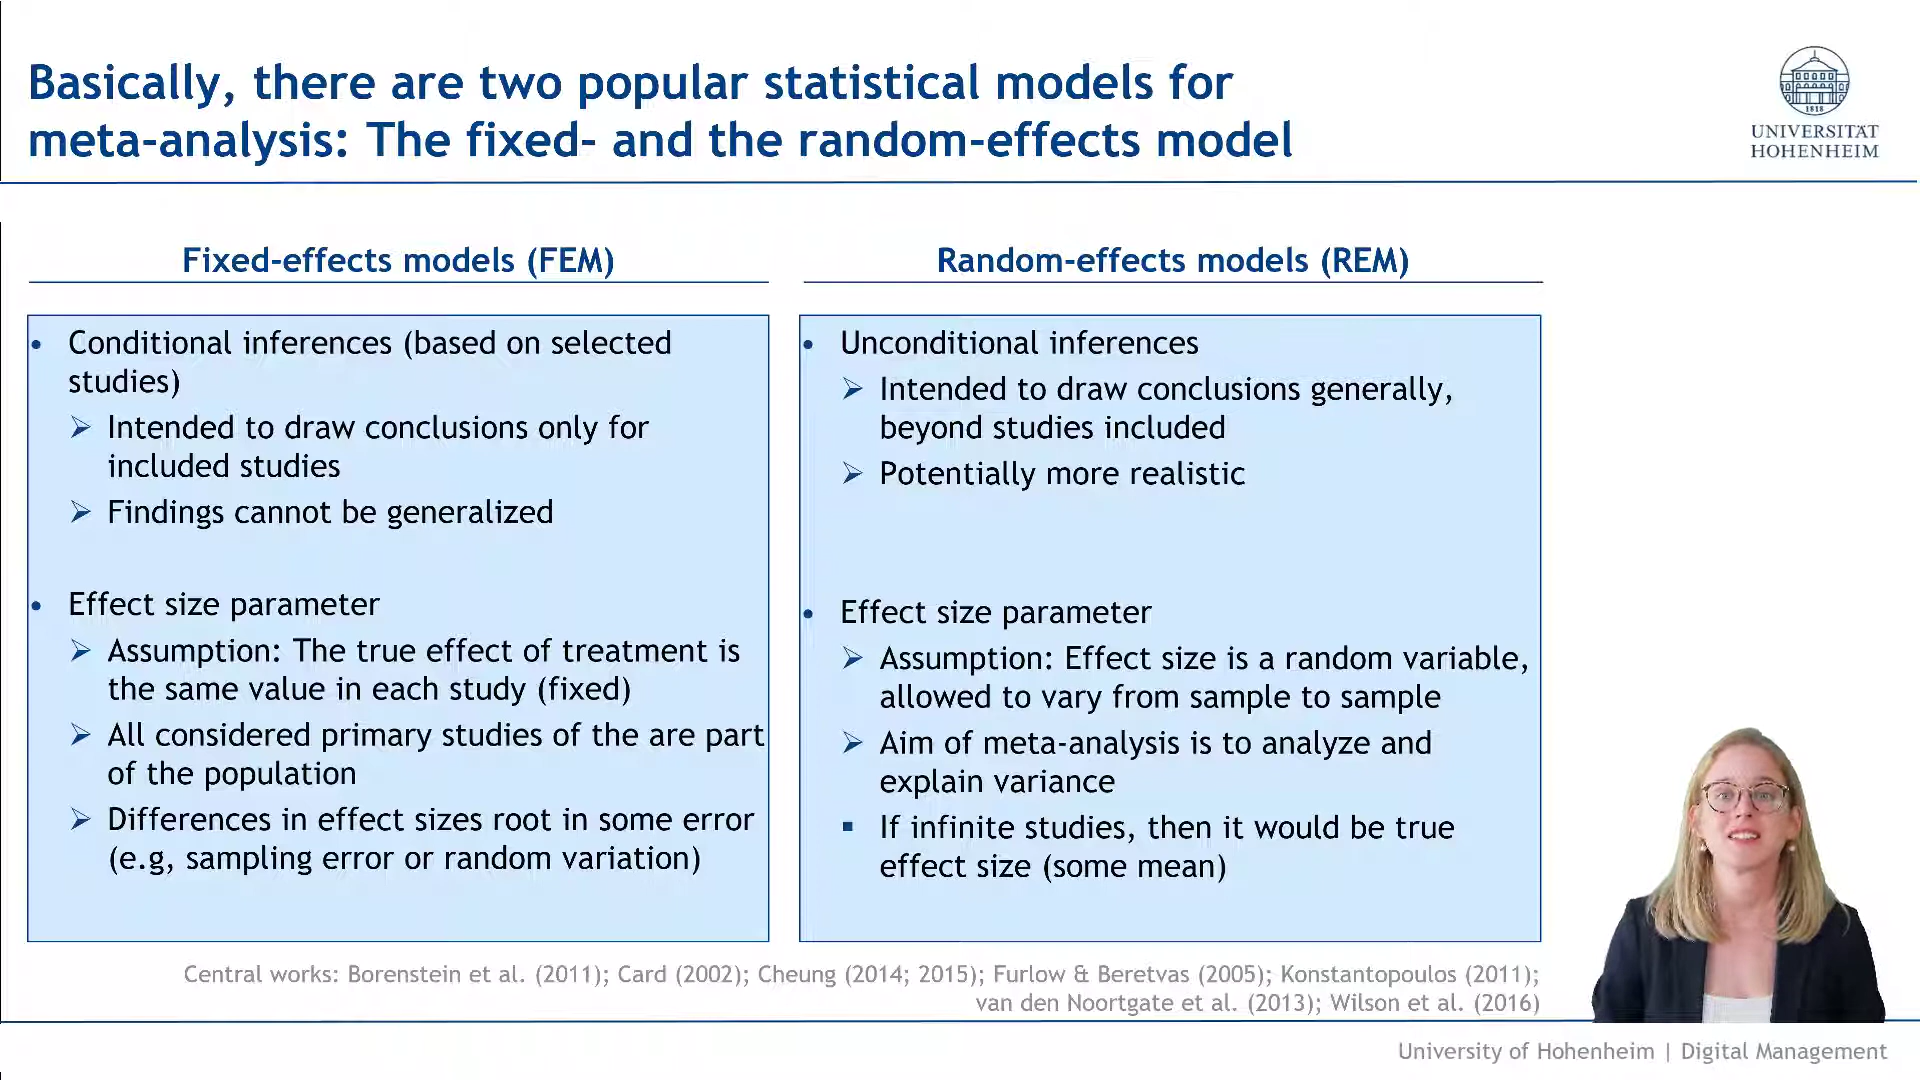 Basically, there are two popular statistical models for
meta-analysis: The fixed- and the random-effects model
1818
UNIVERSITÄT
HOHENHEIM
Fixed-effects models (FEM)
• Conditional inferences (based on selected
studies)
➢ Intended to draw conclusions only for
included studies
➢ Findings cannot be generalized
• Effect size parameter
➢ Assumption: The true effect of treatment is
the same value in each study (fixed)
➢ All considered primary studies of the are part
of the population
➢ Differences in effect sizes root in some error
(e.g, sampling error or random variation)
Random-effects models (REM)
• Unconditional inferences
➢ Intended to draw conclusions generally,
beyond studies included
➢ Potentially more realistic
• Effect size parameter
➢ Assumption: Effect size is a random variable,
allowed to vary from sample to sample
➢ Aim of meta-analysis is to analyze and
explain variance
▪ If infinite studies, then it would be true
effect size (some mean)
Central works: Borenstein et al. (2011); Card (2002); Cheung (2014; 2015); Furlow & Beretvas (2005); Konstantopoulos (2011);
van den Noortgate et al. (2013); Wilson et al. (2016)
University of Hohenheim | Digital Management